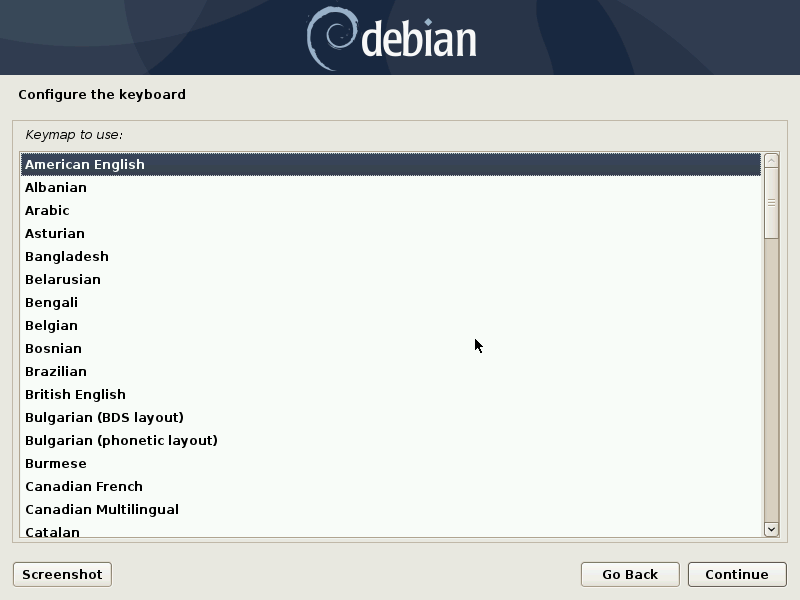 debian
Configure the keyboard
Keymap to use:
American English
Albanian
Arabic
Asturian
Bangladesh
Belarusian
Bengali
Belgian
Bosnian
Brazilian
British English
Bulgarian (BDS layout)
Bulgarian (phonetic layout)
Burmese
Canadian French
Canadian Multilingual
Catalan
Screenshot
Go Back
Continue